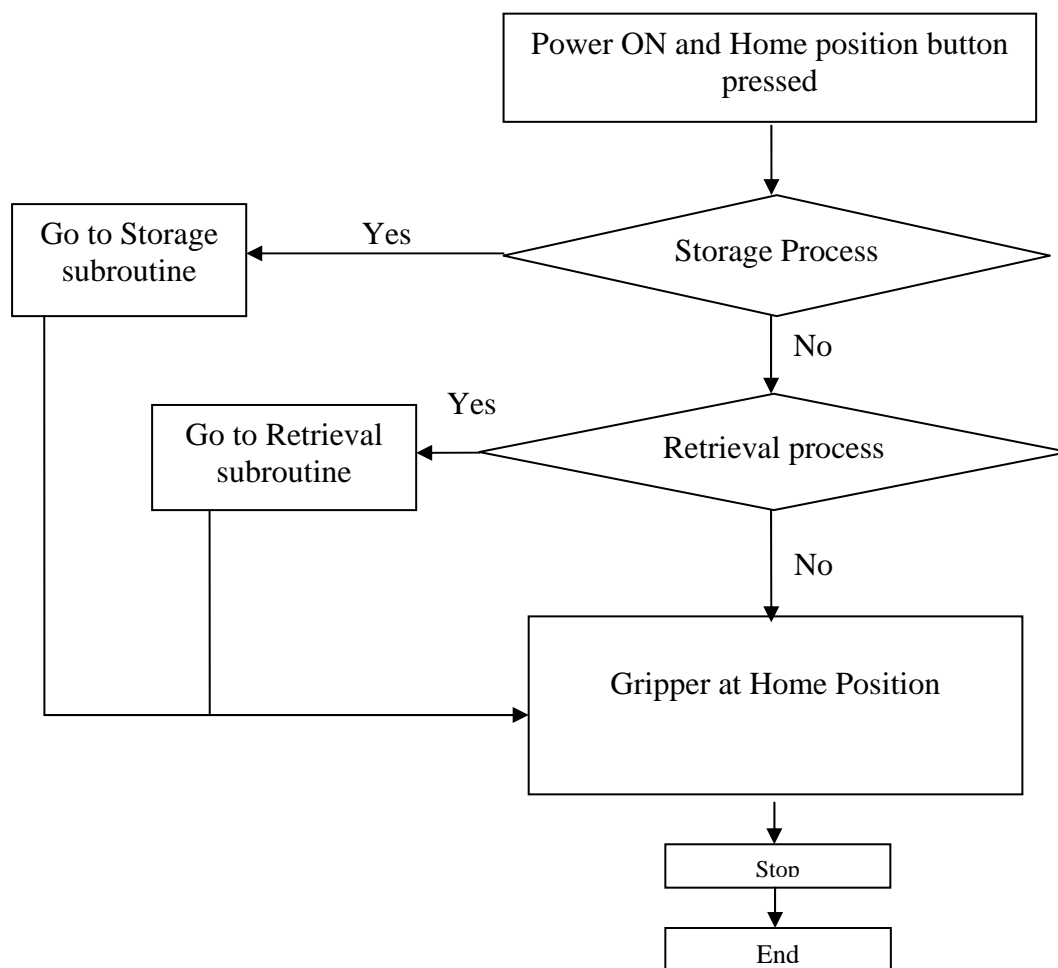 Power ON and Home position button
pressed
Go to Storage
subroutine
Yes
Storage Process
No
Go to Retrieval
subroutine
Yes
Retrieval process
No
Gripper at Home Position
Stop
End